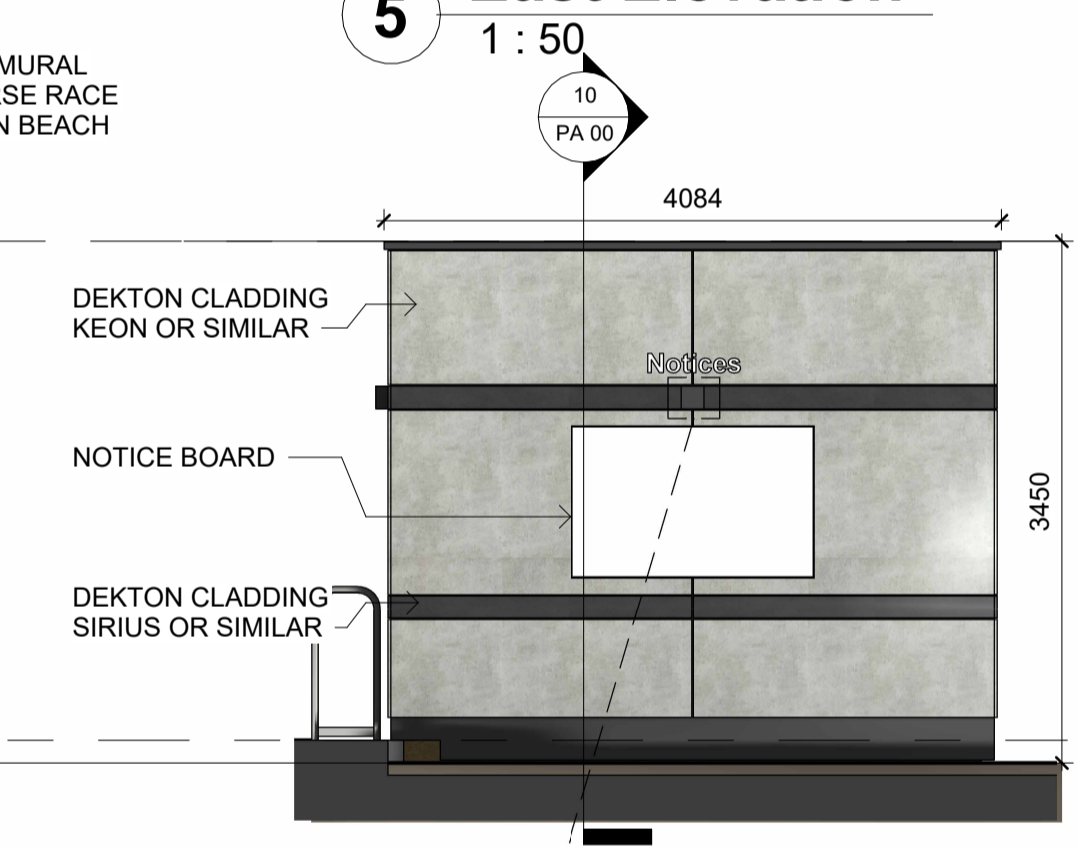 5
1 : 50
MURAL
RSE RACE
N BEACH
10
PA 00
4084
DEKTON CLADDING
KEON OR SIMILAR
Notices
NOTICE BOARD
3450
DEKTON CLADDING
SIRIUS OR SIMILAR